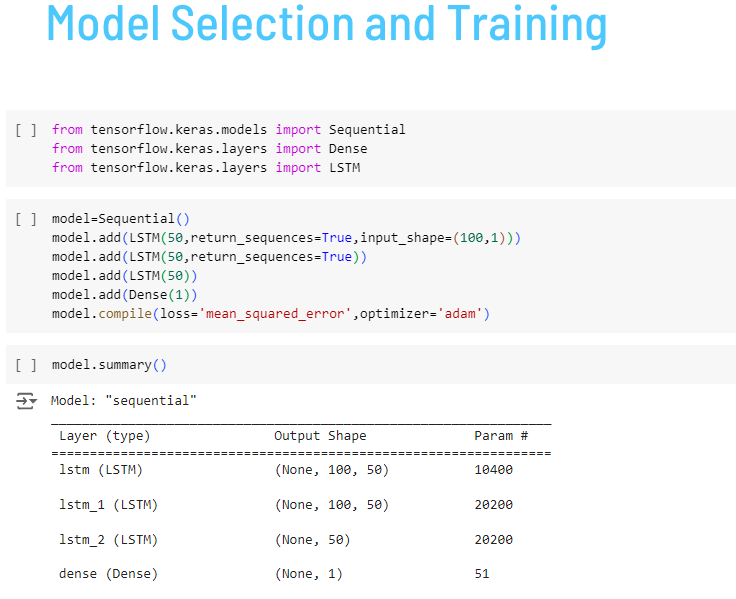 Model Selection and Training
[ ] from tensorflow.keras.models import Sequential
from tensorflow.keras.layers import Dense
from tensorflow.keras.layers import LSTM
[ ] model=Sequential()
model.add(LSTM(50,return_sequences=True,input_shape=(100,1)))
model.add(LSTM(50,return_sequences=True))
model.add(LSTM(50))
model.add(Dense(1))
model.compile(loss='mean_squared_error',optimizer='adam')
[ ] model.summary()
Model: "sequential"
_________________________________________________________________
Layer (type) Output Shape Param #
=================================================================
lstm (LSTM) (None, 100, 50) 10400
lstm_1 (LSTM) (None, 100, 50) 20200
lstm_2 (LSTM) (None, 50) 20200
dense (Dense) (None, 1) 51